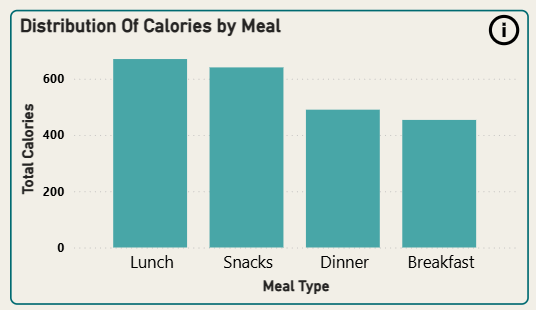 Distribution Of Calories by Meal
i
Total Calories
600
400
200
0
Lunch Snacks Dinner Breakfast
Meal Type